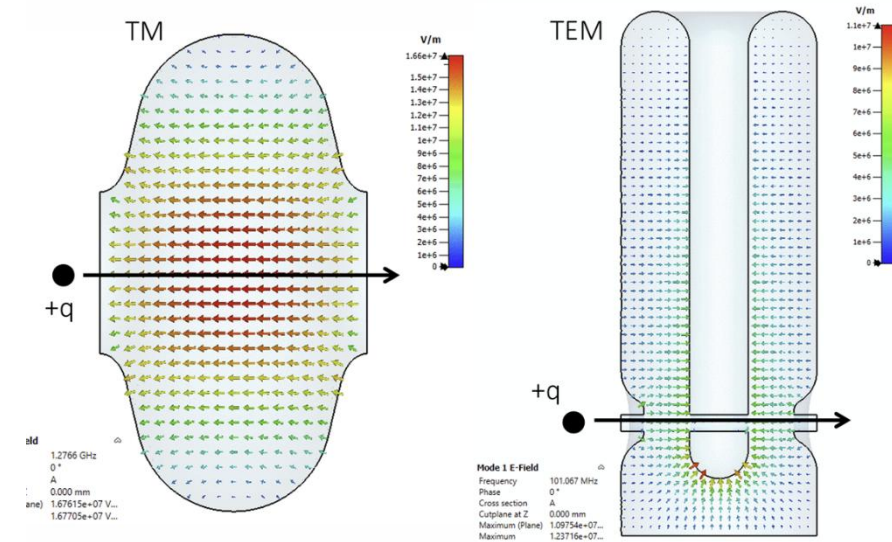 TM
V/m
1.66e+7
1.5e+7
1.4e+7
1.3e+7
1.2e+7
1.1e+7
1e+7
9e+6
8e+6
7e+6
6e+6
5e+6
4e+6
3e+6
2e+6
1e+6
0
+q
eld
1.2766 GHz
0 °
A
0.000 mm
ane) 1.67615e+07 V...
1.67705e+07 V...
TEM
V/m
1.1e+7
1e+7
9e+6
8e+6
7e+6
6e+6
5e+6
4e+6
3e+6
2e+6
1e+6
0
+q
Mode 1 E-Field
Frequency 101.067 MHz
Phase 0 °
Cross section A
Cutplane at Z 0.000 mm
Maximum (Plane) 1.09754e+07...
Maximum 1.23716e+07...